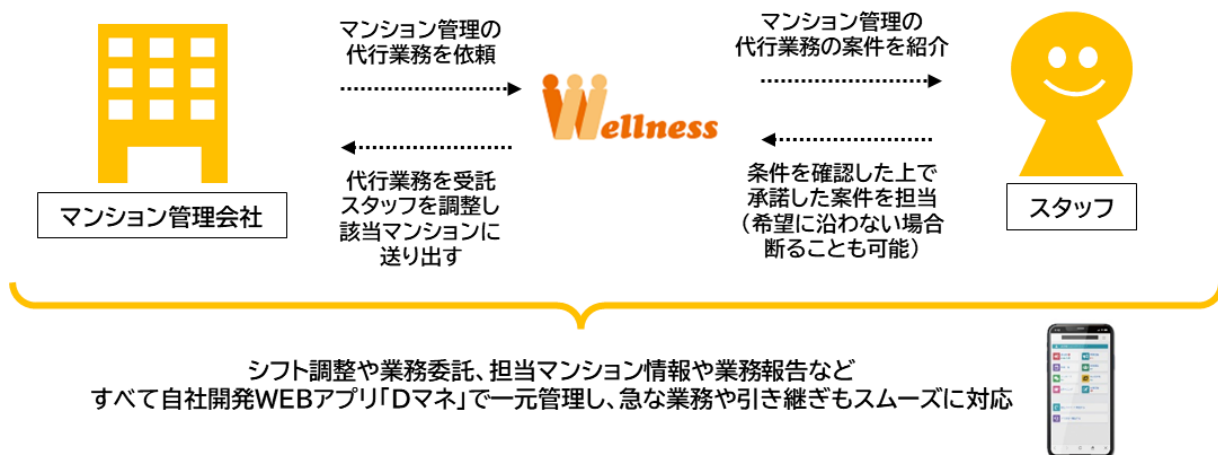 マンション管理の
代行業務を依頼
マンション管理の
代行業務の案件を紹介
Wellness
代行業務を受託
スタッフを調整し
該当マンションに
送り出す
条件を確認した上で
承諾した案件を担当
(希望に沿わない場合
断ることも可能)
マンション管理会社
スタッフ
シフト調整や業務委託、担当マンション情報や業務報告など
すべて自社開発WEBアプリ「Dマネ」で一元管理し、急な業務や引き継ぎもスムーズに対応